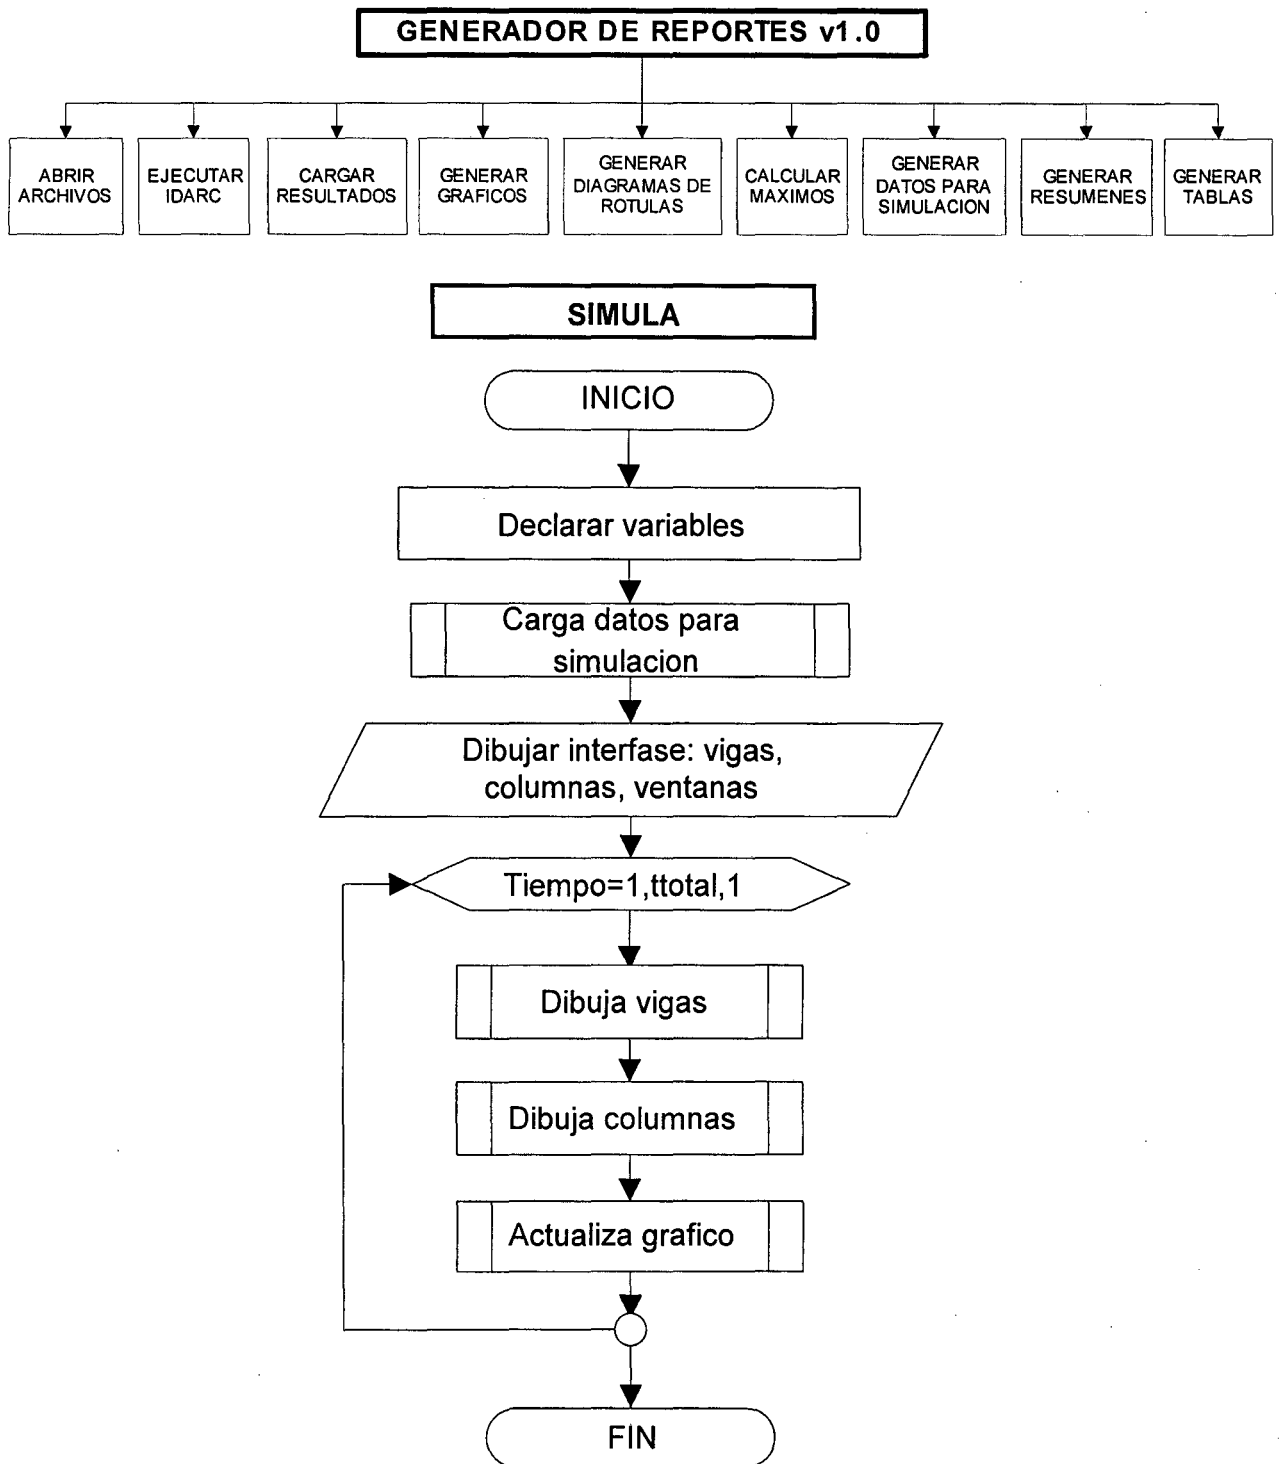 GENERADOR DE REPORTES v1.0
ABRIR
ARCHIVOS
EJECUTAR
IDARC
CARGAR
RESULTADOS
GENERAR
GRAFICOS
GENERAR
DIAGRAMAS DE
ROTULAS
CALCULAR
MAXIMOS
GENERAR
DATOS PARA
SIMULACION
GENERAR
RESUMENES
GENERAR
TABLAS
SIMULA
INICIO
Declarar variables
Carga datos para
simulacion
Dibujar interfase: vigas,
columnas, ventanas
Tiempo=1,ttotal,1
Dibuja vigas
Dibuja columnas
Actualiza grafico
FIN